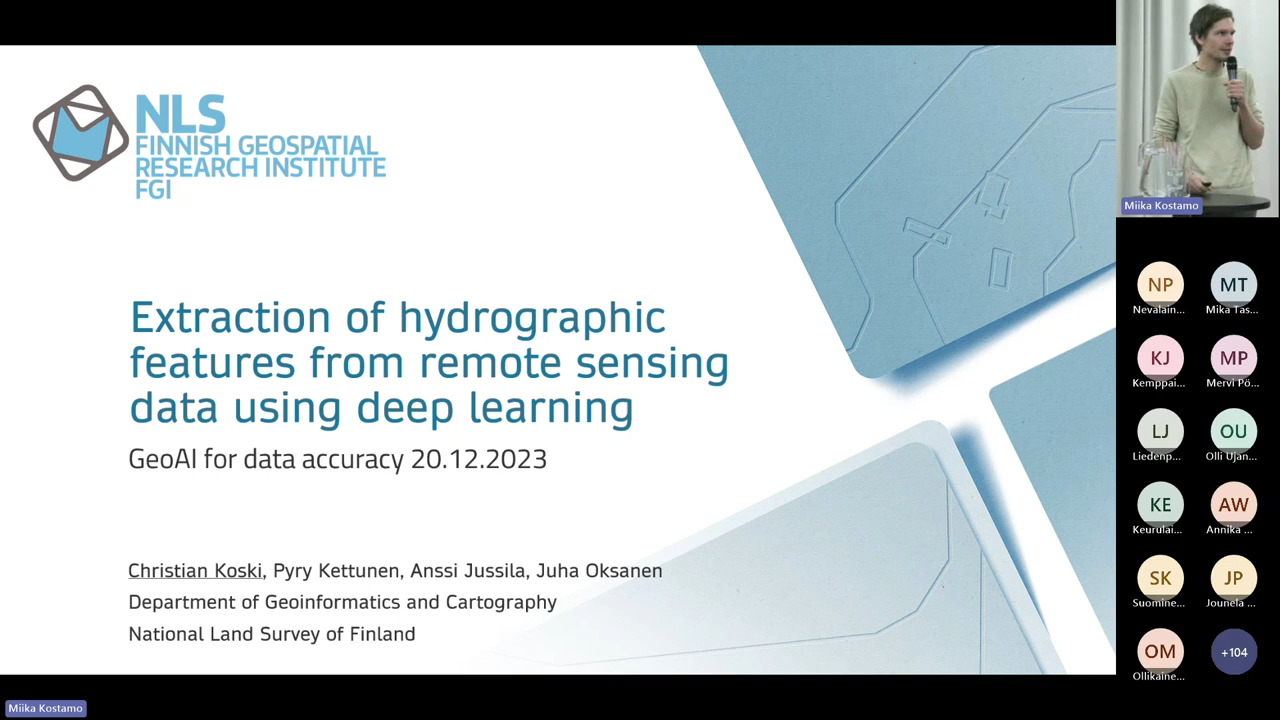 NLS
FINNISH GEOSPATIAL
RESEARCH INSTITUTE
FGI
Extraction of hydrographic
features from remote sensing
data using deep learning
GeoAI for data accuracy 20.12.2023
Christian Koski, Pyry Kettunen, Anssi Jussila, Juha Oksanen
Department of Geoinformatics and Cartography
National Land Survey of Finland
Miika Kostamo
Miika Kostamo
NP
Nevalain...
MT
Mika Tas...
KJ
Kemppai...
MP
Mervi Pö...
LJ
Liedenp...
OU
Olli Ujan...
KE
Keurulai...
AW
Annika ...
SK
Suomine...
JP
Jounela ...
OM
Ollikaine...
+104